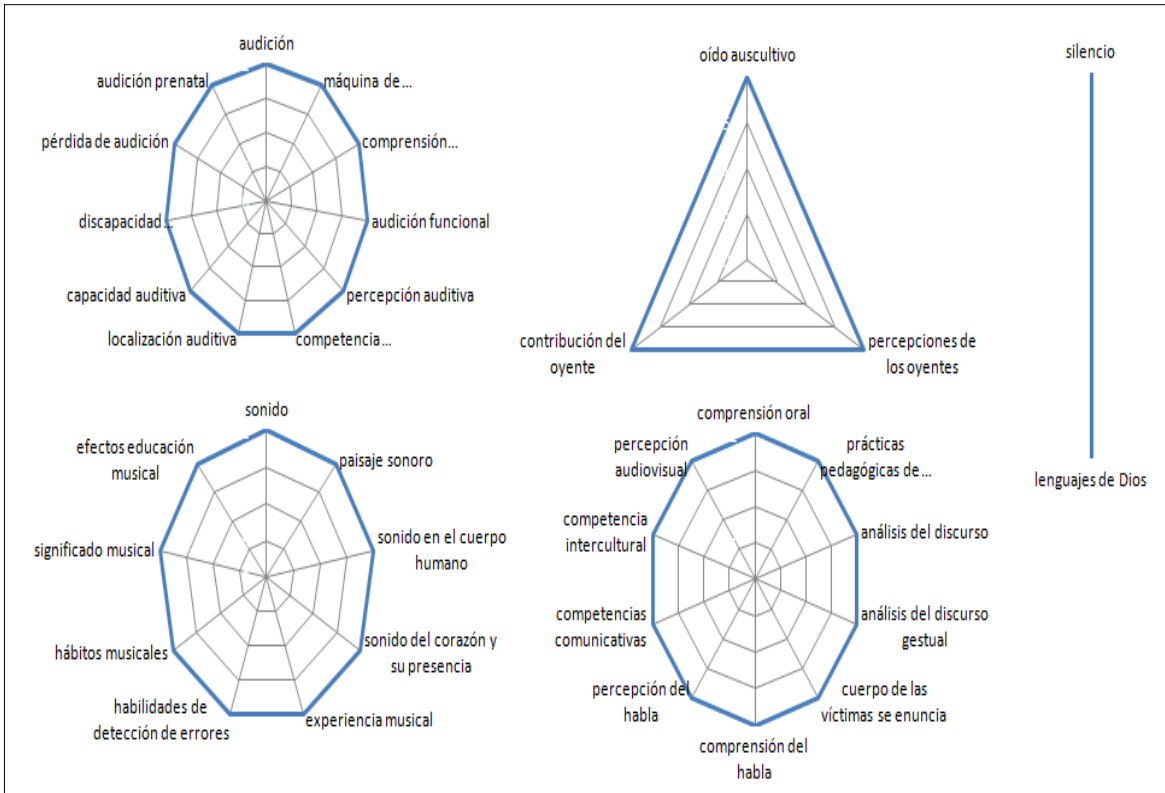 audición
máquina de ...
comprensión...
audición funcional
percepción auditiva
competencia ...
localización auditiva
capacidad auditiva
discapacidad
...
pérdida de audición
audición prenatal
oído auscultivo
percepciones de
los oyentes
contribución del
oyente
silencio
lenguajes de Dios
sonido
paisaje sonoro
sonido en el cuerpo
humano
sonido del corazón y
su presencia
experiencia musical
habilidades de
detección de errores
hábitos musicales
significado musical
efectos educación
musical
comprensión oral
prácticas
pedagógicas de...
análisis del discurso
análisis del discurso
gestual
cuerpo de las
víctimas se enuncia
comprensión del
habla
percepción del
habla
competencias
comunicativas
competencia
intercultural
percepción
audiovisual